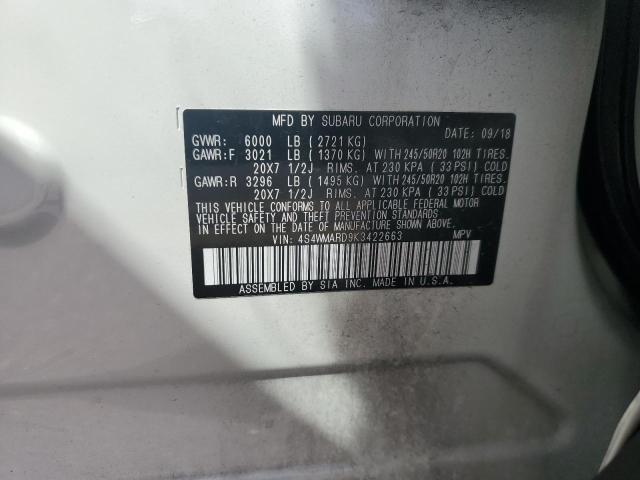 MFD BY SUBARU CORPORATION
DATE: 09/18
GVWR: 6000 LB (2721 KG)
GAWR:F 3021 LB (1370 KG) WITH 245/50R20 102H TIRES.
20X7 1/2J RIMS. AT 230 KPA (33 PSI) COLD
GAWR:R 3296 LB (1495 KG) WITH 245/50R20 102H TIRES.
20X7 1/2J RIMS. AT 230 KPA (33 PSI) COLD
THIS VEHICLE CONFORMS TO ALL APPLICABLE FEDERAL MOTOR
VEHICLE SAFETY AND THEFT PREVENTION STANDARDS
IN EFFECT ON THE DATE OF MANUFACTURE SHOWN ABOVE.
VIN: 4S4WMARD9K3422663 MPV
ASSEMBLED BY SIA INC. MADE IN U.S.A.